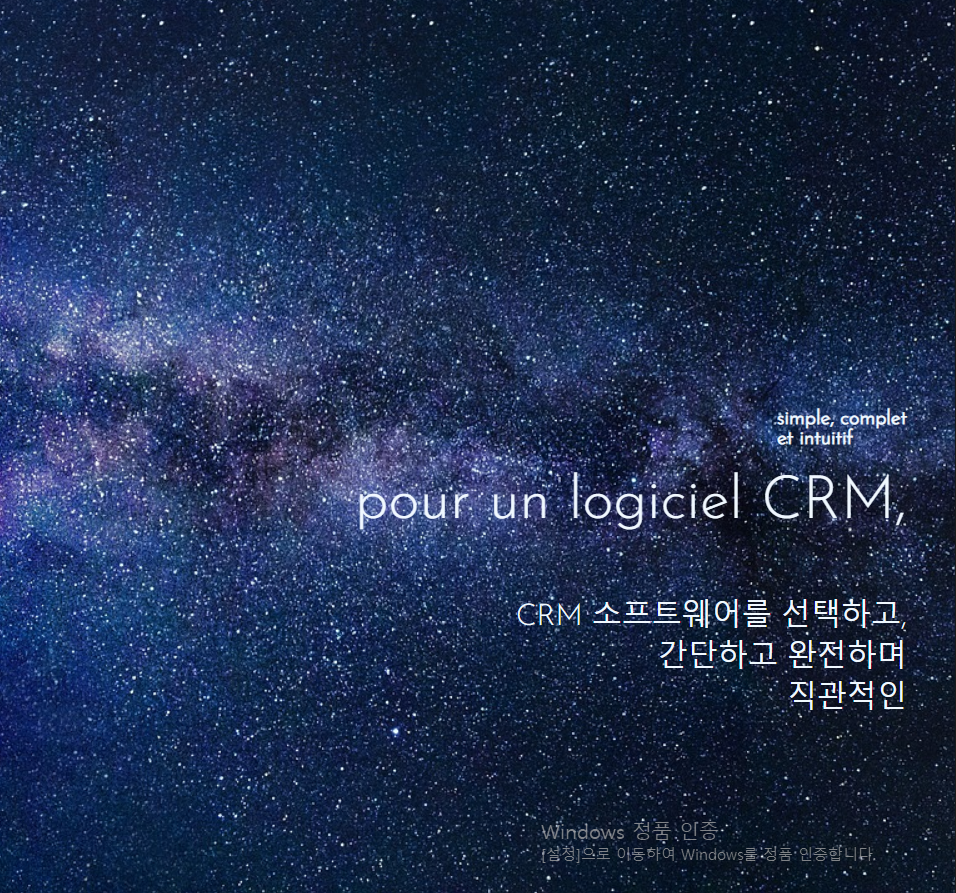 simple, complet
et intuitif
pour un logiciel CRM,
CRM 소프트웨어를 선택하고,
간단하고 완전하며
직관적인
Windows 정품 인증
[설정]으로 이동하여 Windows를 정품 인증합니다.